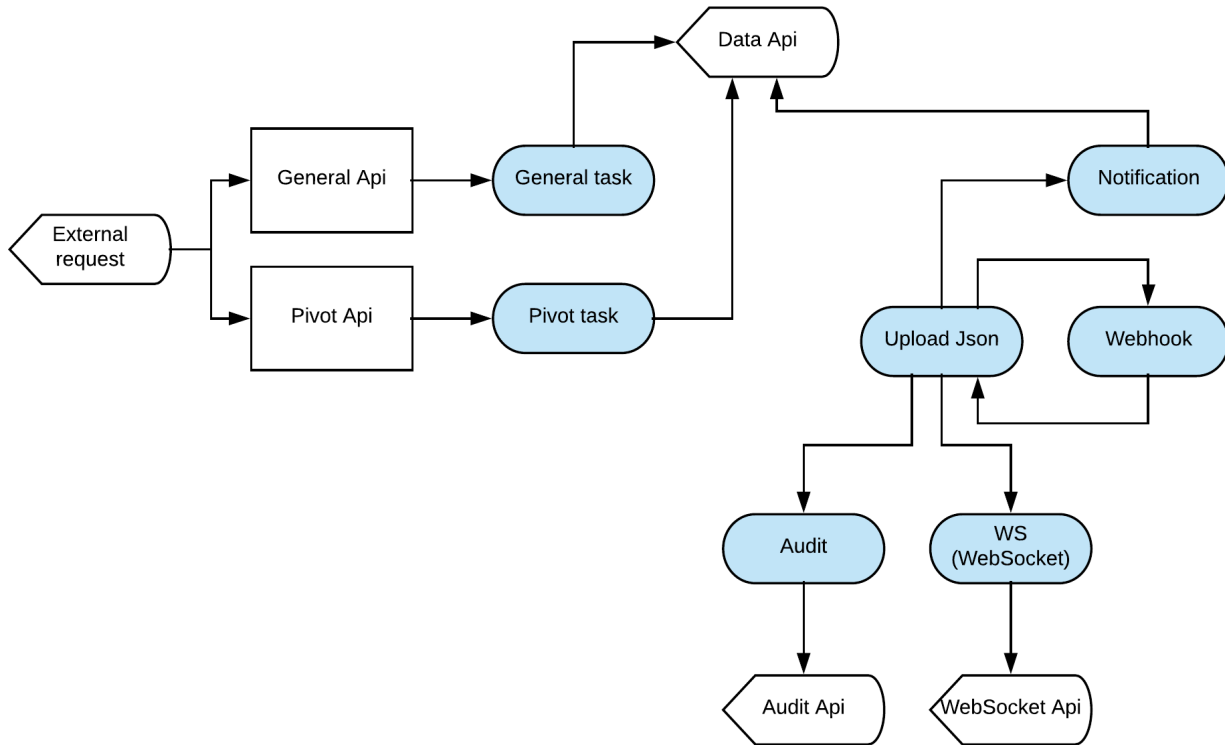 Data Api
General Api
General task
Notification
External
request
Pivot Api
Pivot task
Upload Json
Webhook
Audit
WS
(WebSocket)
Audit Api
WebSocket Api